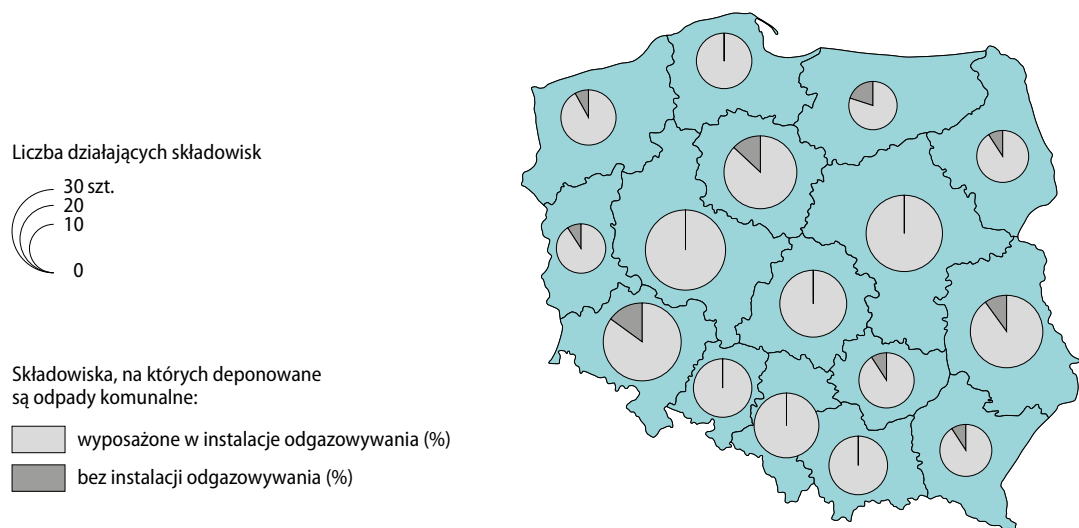 Liczba działających składowisk
30 szt.
20
10
0
Składowiska, na których deponowane
są odpady komunalne:
wyposażone w instalacje odgazowywania (%)
bez instalacji odgazowywania (%)